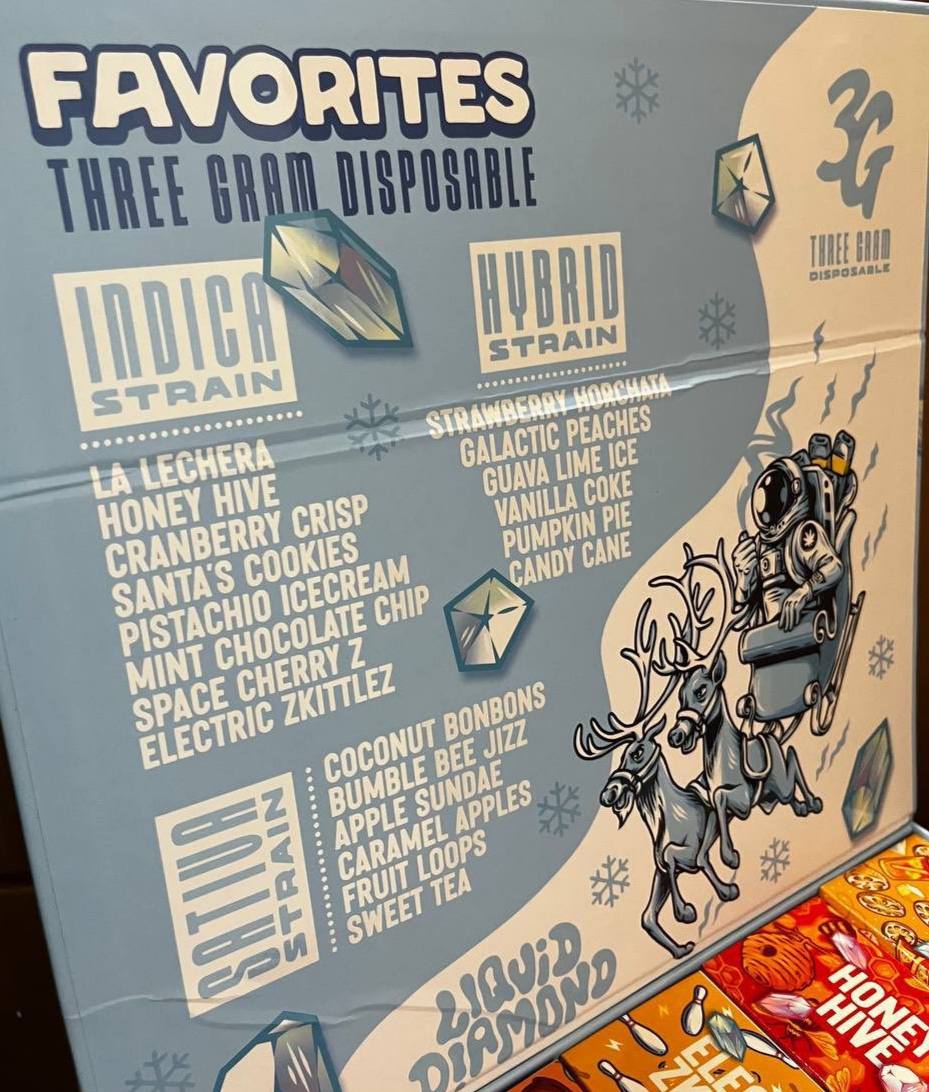 FAVORITES
THREE GRAM DISPOSABLE
3G
THREE GRAM
DISPOSABLE
INDICA
STRAIN
LA LECHERA
HONEY HIVE
CRANBERRY CRISP
SANTA'S COOKIES
PISTACHIO ICECREAM
MINT CHOCOLATE CHIP
SPACE CHERRY Z
ELECTRIC ZKITTLEZ
HYBRID
STRAIN
STRAWBERRY HORCHATA
GALACTIC PEACHES
GUAVA LIME ICE
VANILLA COKE
PUMPKIN PIE
CANDY CANE
SATIVA
STRAIN
COCONUT BONBONS
BUMBLE BEE JIZZ
APPLE SUNDAE
CARAMEL APPLES
FRUIT LOOPS
SWEET TEA
LIQUID
DIAMOND
HONEY
HIVE